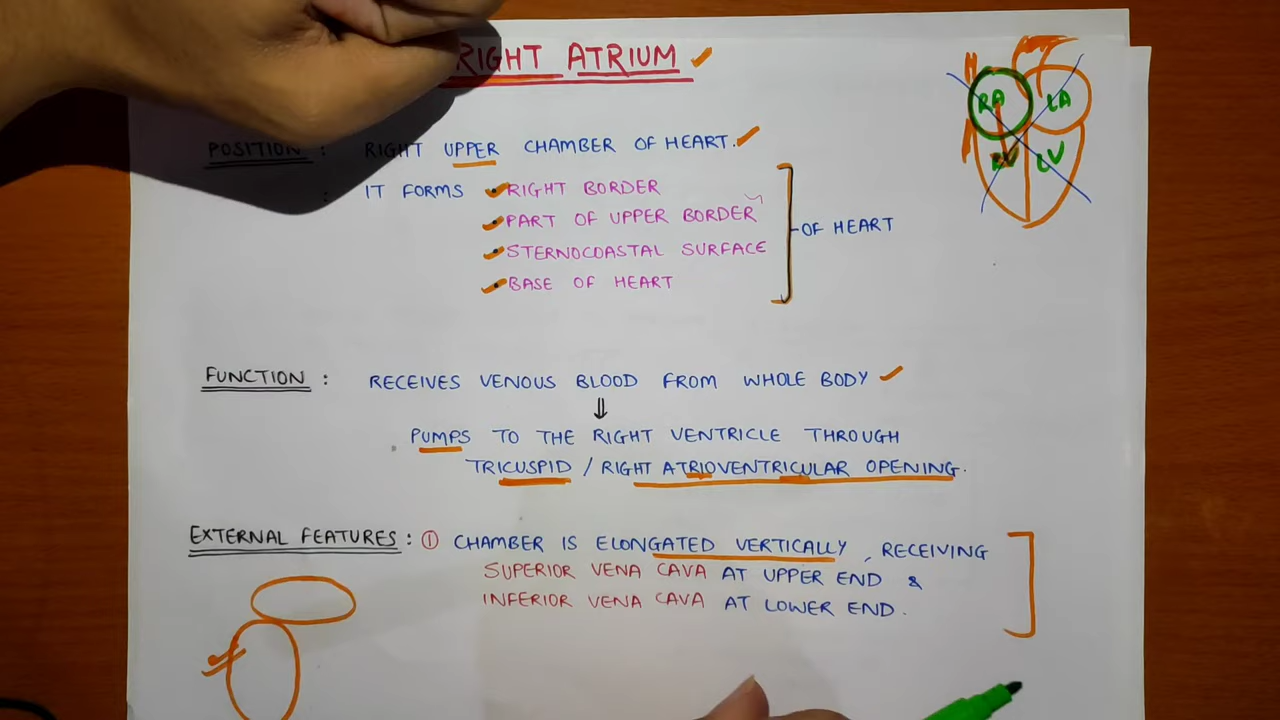 RIGHT ATRIUM
POSITION : RIGHT UPPER CHAMBER OF HEART.
: IT FORMS • RIGHT BORDER
• PART OF UPPER BORDER
• STERNOCOASTAL SURFACE
• BASE OF HEART
OF HEART
RA LA
RV LV
FUNCTION : RECEIVES VENOUS BLOOD FROM WHOLE BODY
⇓
PUMPS TO THE RIGHT VENTRICLE THROUGH
TRICUSPID / RIGHT ATRIOVENTRICULAR OPENING.
EXTERNAL FEATURES : ① CHAMBER IS ELONGATED VERTICALLY, RECEIVING
SUPERIOR VENA CAVA AT UPPER END &
INFERIOR VENA CAVA AT LOWER END.